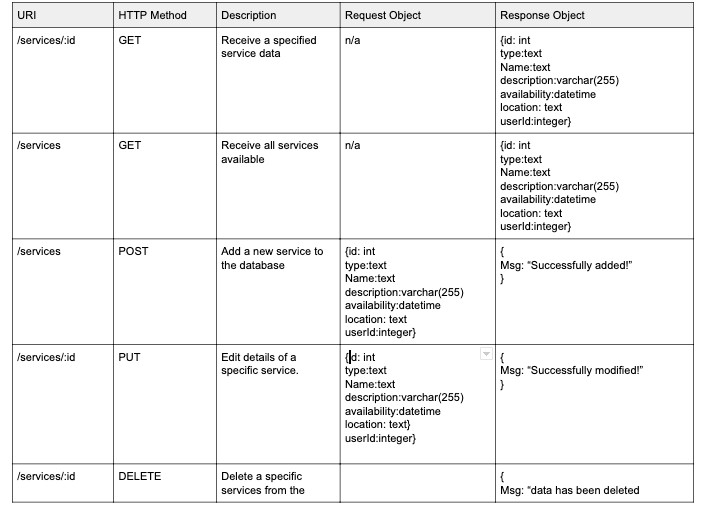 URI HTTP Method Description Request Object Response Object
/services/:id GET Receive a specified n/a {id: int
service data type:text
Name:text
description:varchar(255)
availability:datetime
location: text
userId:integer}
/services GET Receive all services n/a {id: int
available type:text
Name:text
description:varchar(255)
availability:datetime
location: text
userId:integer}
/services POST Add a new service to {id: int {
the database type:text Msg: “Successfully added!”
Name:text }
description:varchar(255)
availability:datetime
location: text
userId:integer}
/services/:id PUT Edit details of a {id: int {
specific service. type:text Msg: “Successfully modified!”
Name:text }
description:varchar(255)
availability:datetime
location: text}
userId:integer}
/services/:id DELETE Delete a specific {
services from the Msg: “data has been deleted